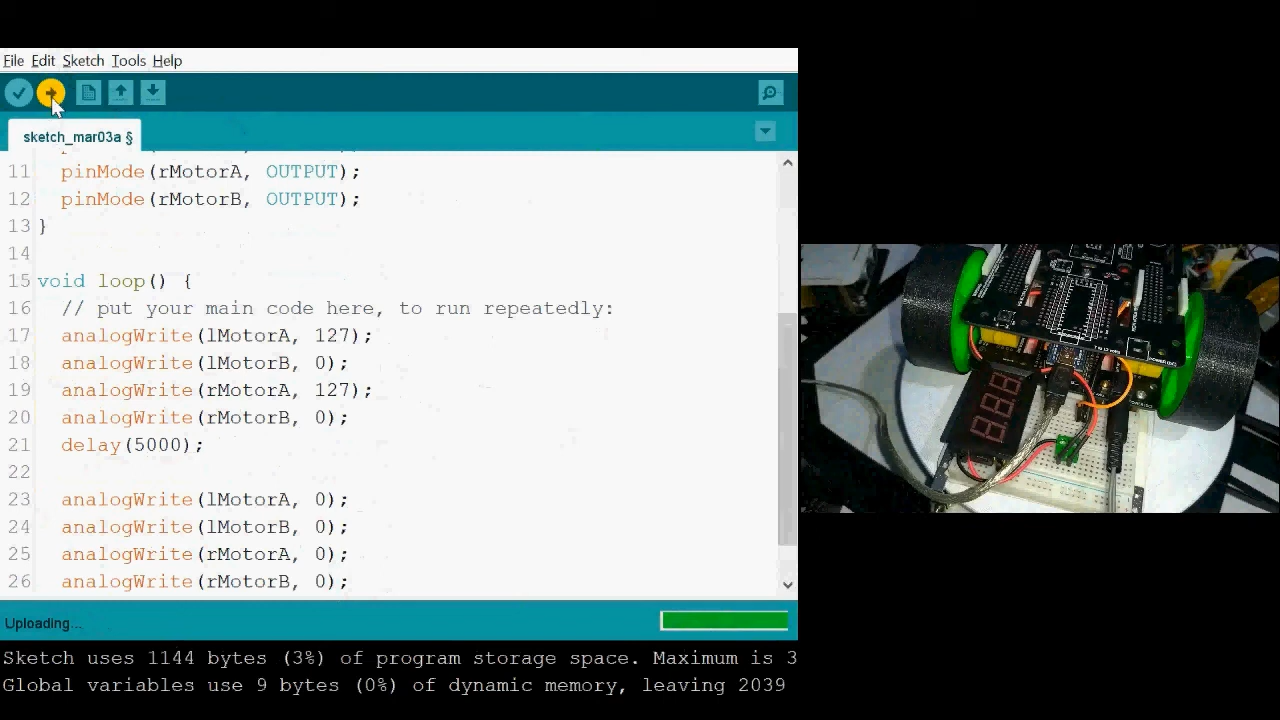 File Edit Sketch Tools Help
sketch_mar03a §
11 pinMode(rMotorA, OUTPUT);
12 pinMode(rMotorB, OUTPUT);
13 }
14
15 void loop() {
16 // put your main code here, to run repeatedly:
17 analogWrite(lMotorA, 127);
18 analogWrite(lMotorB, 0);
19 analogWrite(rMotorA, 127);
20 analogWrite(rMotorB, 0);
21 delay(5000);
22
23 analogWrite(lMotorA, 0);
24 analogWrite(lMotorB, 0);
25 analogWrite(rMotorA, 0);
26 analogWrite(rMotorB, 0);
Uploading...
Sketch uses 1144 bytes (3%) of program storage space. Maximum is 3
Global variables use 9 bytes (0%) of dynamic memory, leaving 2039